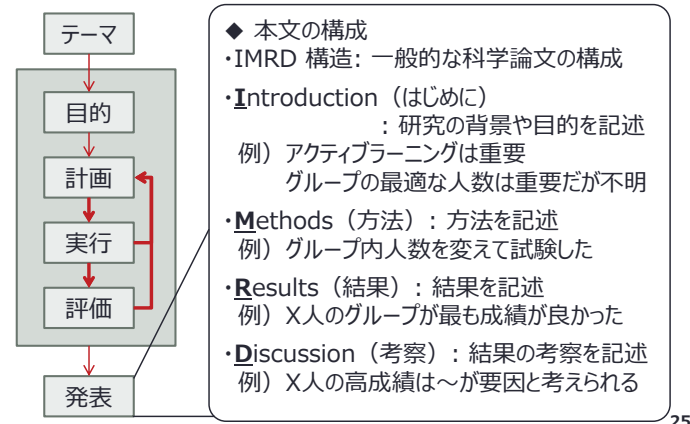 テーマ
目的
計画
実行
評価
発表
◆ 本文の構成
・IMRD 構造: 一般的な科学論文の構成
・Introduction（はじめに）
: 研究の背景や目的を記述
例）アクティブラーニングは重要
グループの最適な人数は重要だが不明
・Methods（方法）: 方法を記述
例）グループ内人数を変えて試験した
・Results（結果）: 結果を記述
例）X人のグループが最も成績が良かった
・Discussion（考察）: 結果の考察を記述
例）X人の高成績は～が要因と考えられる
25